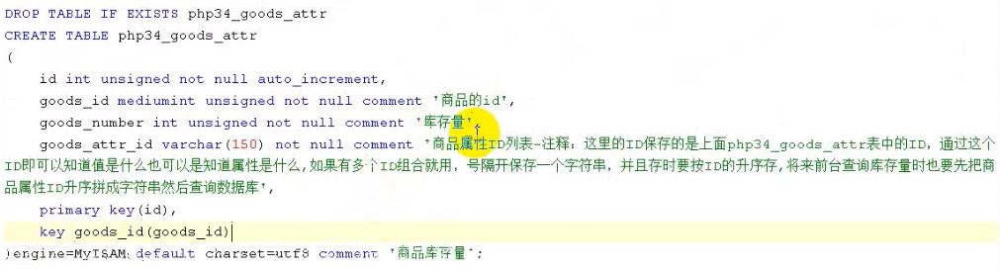 DROP TABLE IF EXISTS php34_goods_attr
CREATE TABLE php34_goods_attr
(
id int unsigned not null auto_increment,
goods_id mediumint unsigned not null comment '商品的id',
goods_number int unsigned not null comment '库存量',
goods_attr_id varchar(150) not null comment '商品属性ID列表-注释：这里的ID保存的是上面php34_goods_attr表中的ID，通过这个
ID即可以知道值是什么也可以是知道属性是什么,如果有多个ID组合就用，号隔开保存一个字符串，并且存时要按ID的升序存,将来前台查询库存量时也要先把商
品属性ID升序拼成字符串然后查询数据库',
primary key(id),
key goods_id(goods_id)
)engine=MyISAM default charset=utf8 comment '商品库存量';